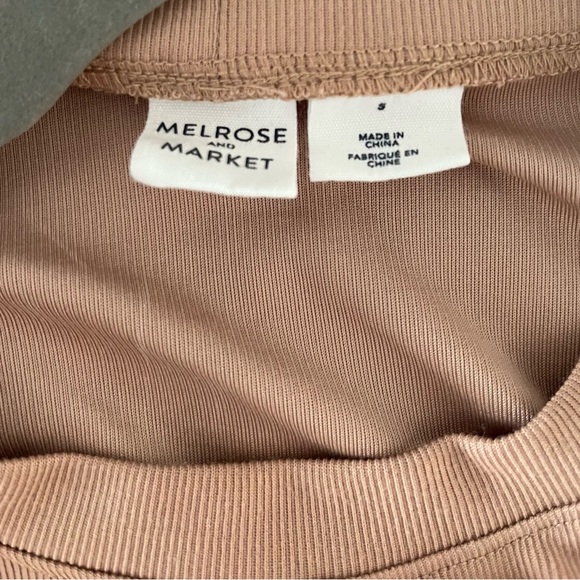 MELROSE
AND
MARKET
S
MADE IN
CHINA
FABRIQUÉ EN
CHINE